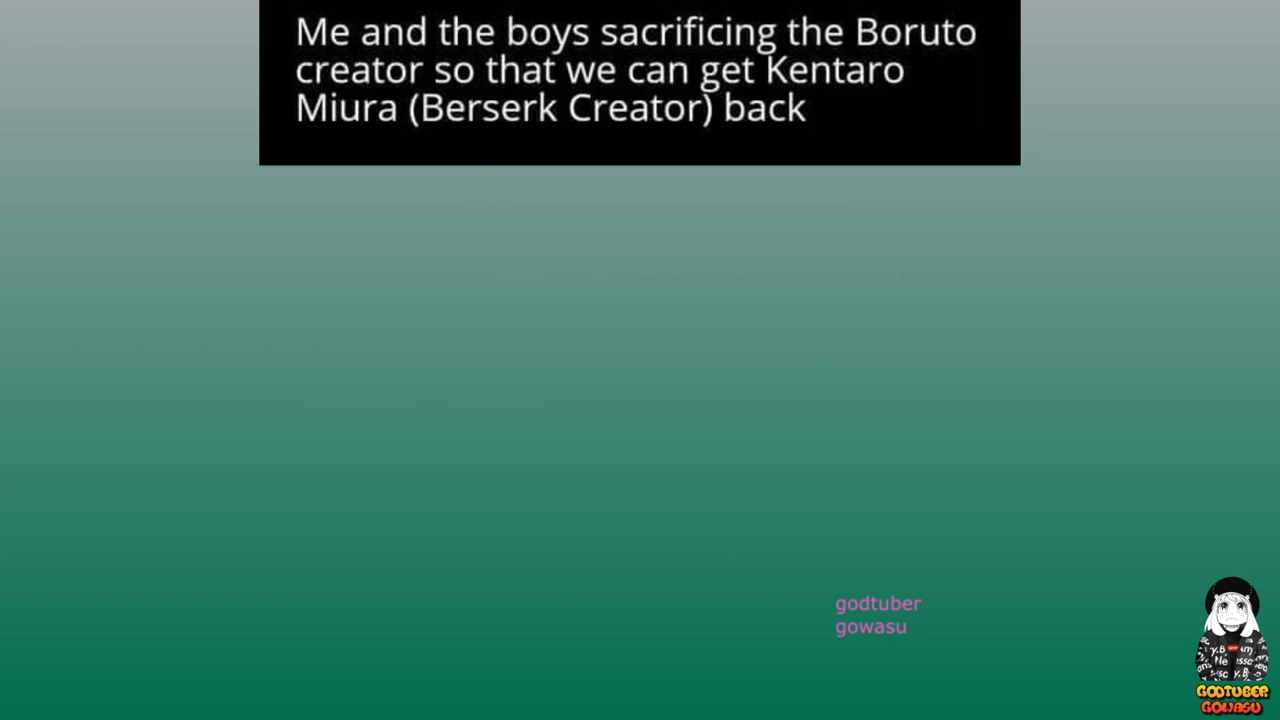 Me and the boys sacrificing the Boruto
creator so that we can get Kentaro
Miura (Berserk Creator) back
godtuber
gowasu
GODTUBER
GOWASU